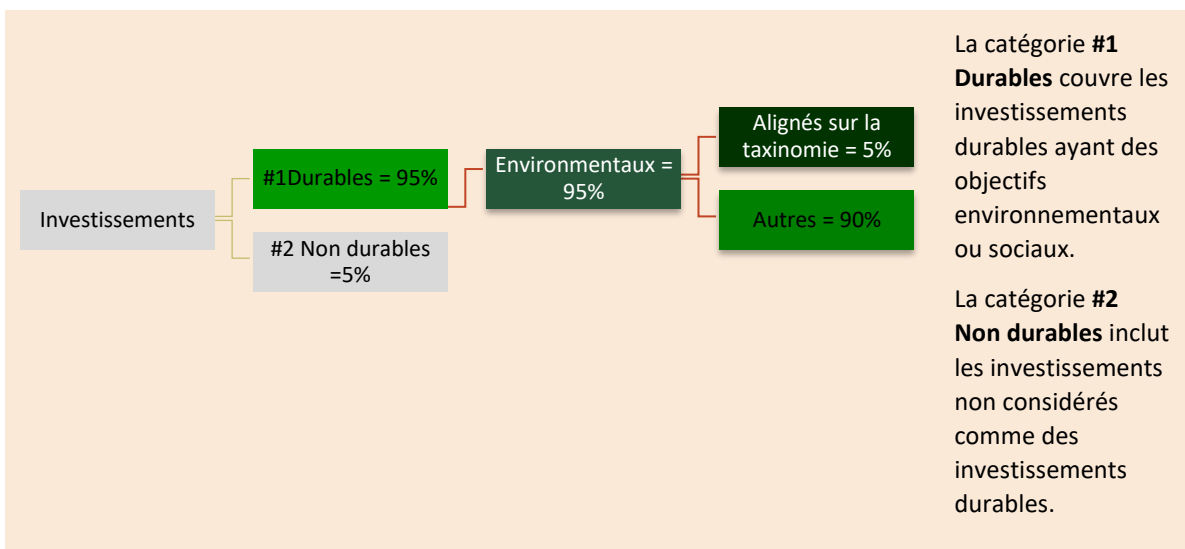 Investissements
#1Durables = 95%
#2 Non durables
=5%
Environmentaux =
95%
Alignés sur la
taxinomie = 5%
Autres = 90%
La catégorie #1
Durables couvre les
investissements
durables ayant des
objectifs
environnementaux
ou sociaux.
La catégorie #2
Non durables inclut
les investissements
non considérés
comme des
investissements
durables.